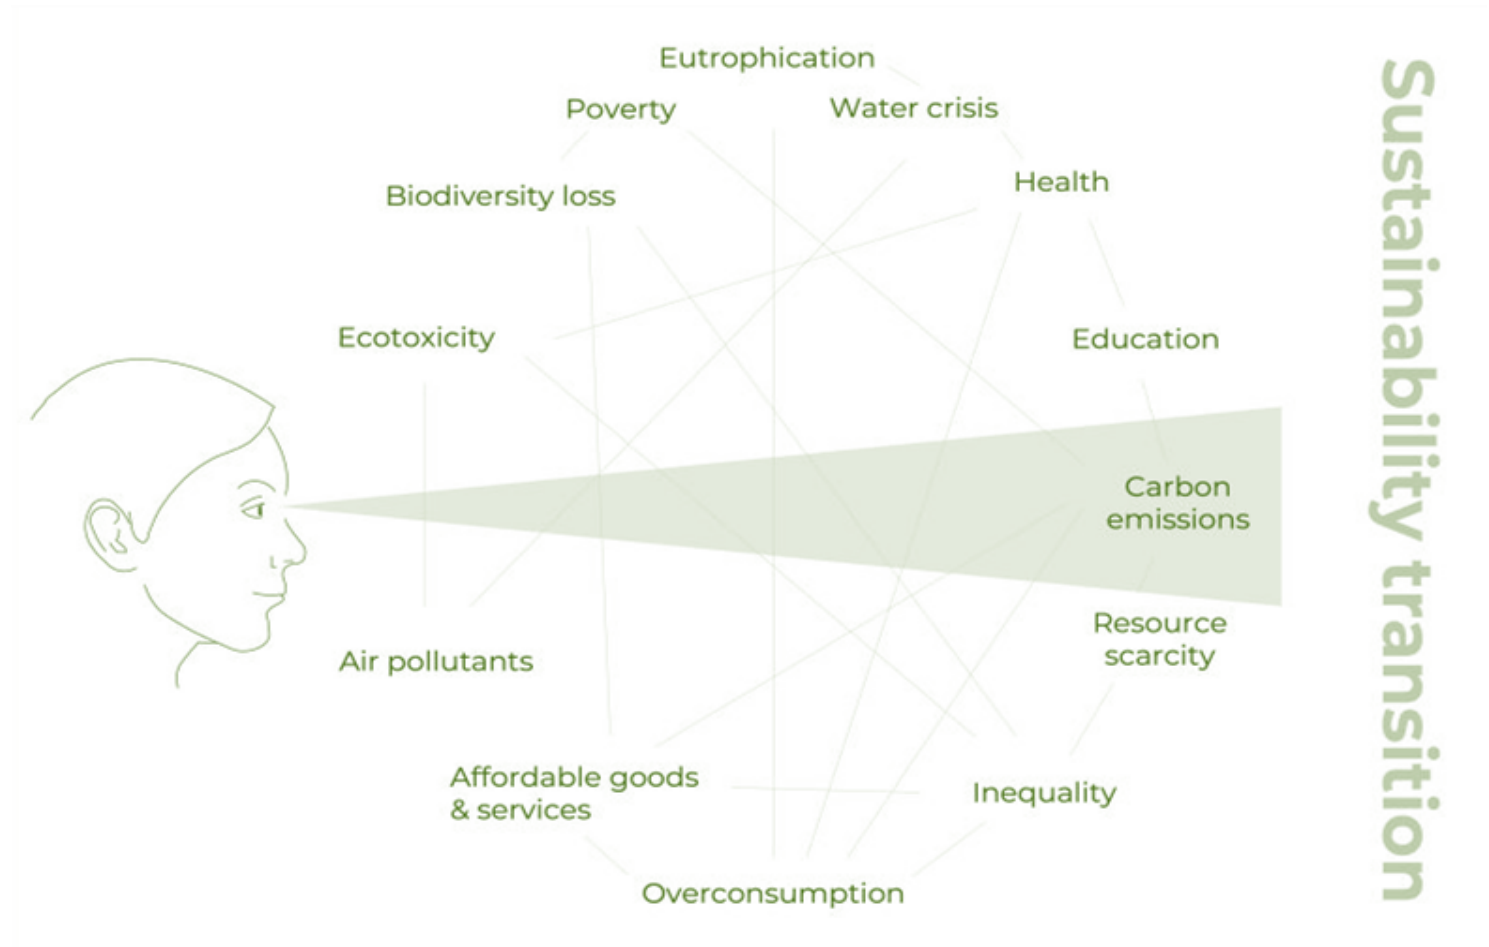 Eutrophication
Poverty
Water crisis
Health
Biodiversity loss
Ecotoxicity
Education
Carbon
emissions
Resource
scarcity
Air pollutants
Affordable goods
& services
Inequality
Overconsumption
Sustainability transition